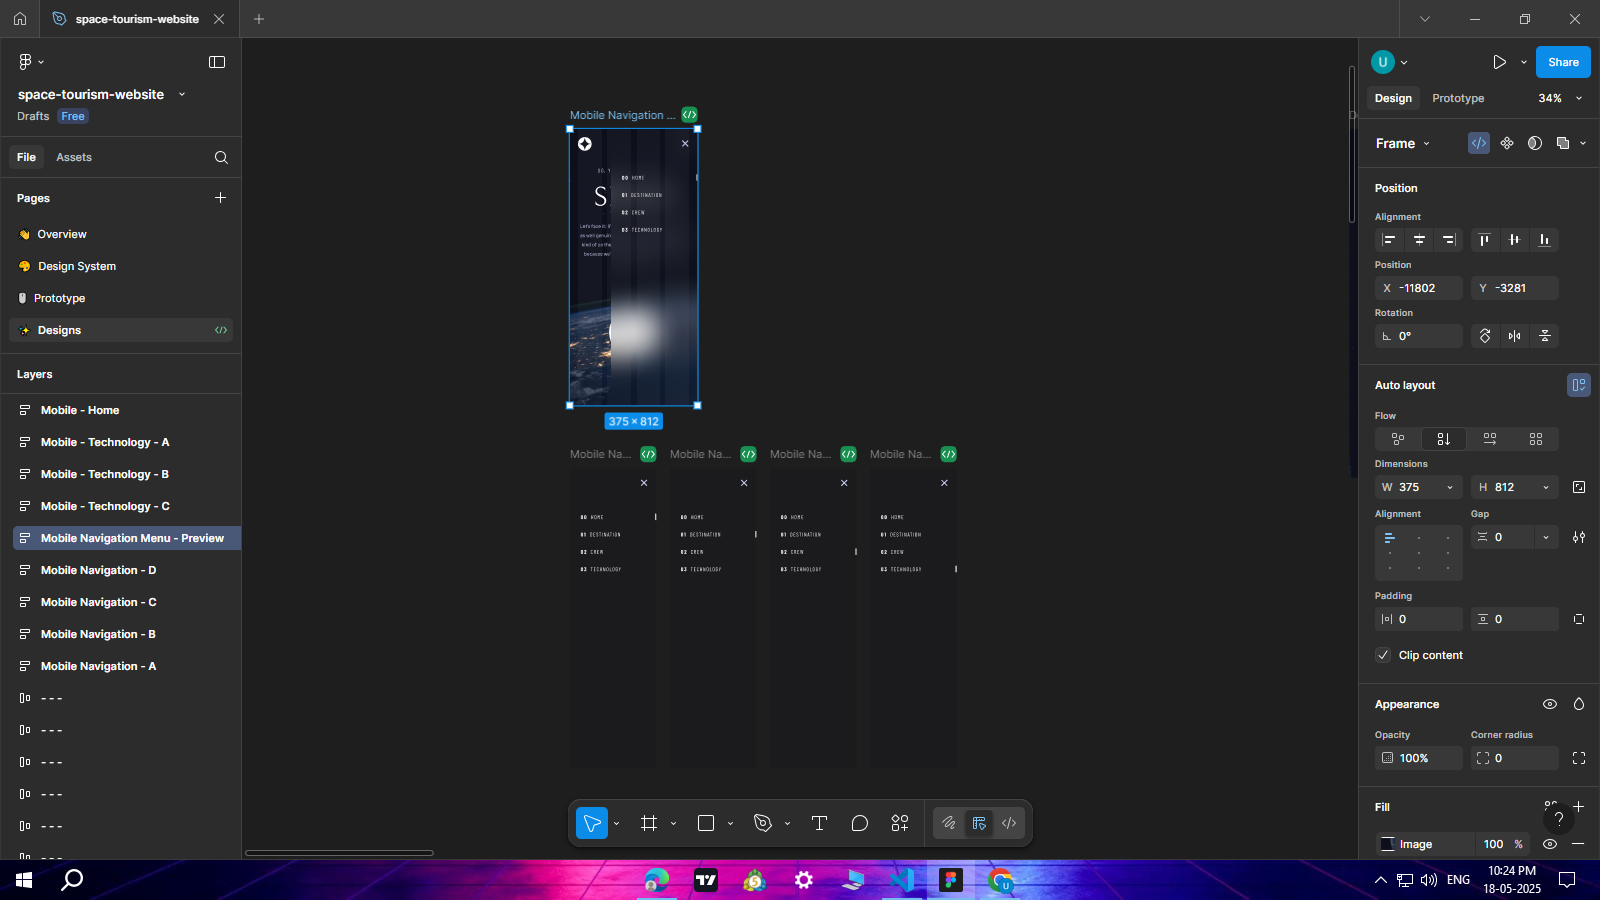 space-tourism-website
space-tourism-website
Drafts Free
File Assets
Pages
Overview
Design System
Prototype
Designs
Layers
Mobile - Home
Mobile - Technology - A
Mobile - Technology - B
Mobile - Technology - C
Mobile Navigation Menu - Preview
Mobile Navigation - D
Mobile Navigation - C
Mobile Navigation - B
Mobile Navigation - A
- - -
- - -
- - -
- - -
- - -
- - -
Mobile Navigation ...
00 HOME
01 DESTINATION
02 CREW
03 TECHNOLOGY
375 × 812
Mobile Na...
Mobile Na...
Mobile Na...
Mobile Na...
00 HOME
01 DESTINATION
02 CREW
03 TECHNOLOGY
00 HOME
01 DESTINATION
02 CREW
03 TECHNOLOGY
00 HOME
01 DESTINATION
02 CREW
03 TECHNOLOGY
00 HOME
01 DESTINATION
02 CREW
03 TECHNOLOGY
U
Share
Design Prototype 34%
Frame
Position
Alignment
Position
X -11802 Y -3281
Rotation
0°
Auto layout
Flow
Dimensions
W 375 H 812
Alignment Gap
0
Padding
0 0
Clip content
Appearance
Opacity Corner radius
100% 0
Fill
?
Image 100 %
ENG
10:24 PM
18-05-2025